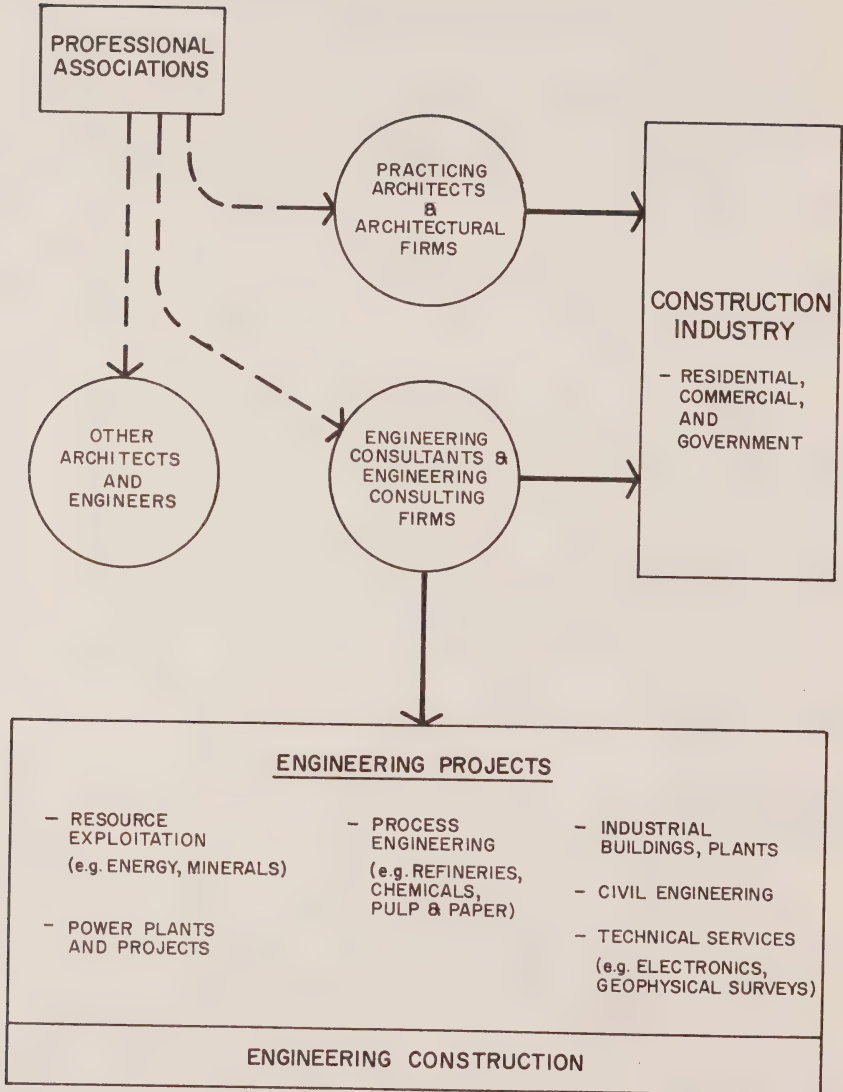 PROFESSIONAL
ASSOCIATIONS
PRACTICING
ARCHITECTS
&
ARCHITECTURAL
FIRMS
CONSTRUCTION
INDUSTRY
- RESIDENTIAL,
COMMERCIAL,
AND
GOVERNMENT
OTHER
ARCHITECTS
AND
ENGINEERS
ENGINEERING
CONSULTANTS &
ENGINEERING
CONSULTING
FIRMS
ENGINEERING PROJECTS
- RESOURCE
EXPLOITATION
(e.g. ENERGY, MINERALS)
- POWER PLANTS
AND PROJECTS
- PROCESS
ENGINEERING
(e.g. REFINERIES,
CHEMICALS,
PULP & PAPER)
- INDUSTRIAL
BUILDINGS, PLANTS
- CIVIL ENGINEERING
- TECHNICAL SERVICES
(e.g. ELECTRONICS,
GEOPHYSICAL SURVEYS)
ENGINEERING CONSTRUCTION